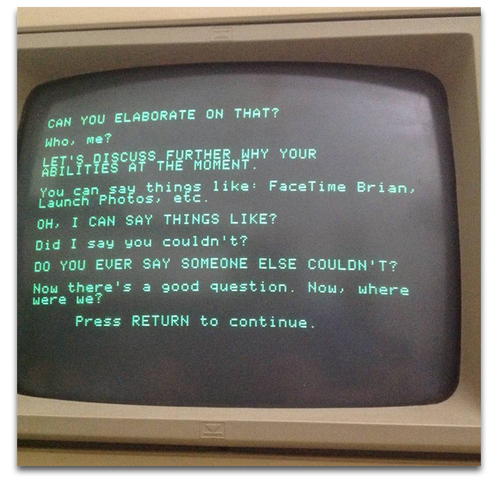 CAN YOU ELABORATE ON THAT?
Who, me?
LET'S DISCUSS FURTHER WHY YOUR
ABILITIES AT THE MOMENT.
You can say things like: FaceTime Brian,
Launch Photos, etc.
OH, I CAN SAY THINGS LIKE?
Did I say you couldn't?
DO YOU EVER SAY SOMEONE ELSE COULDN'T?
Now there's a good question. Now, where
were we?
Press RETURN to continue.